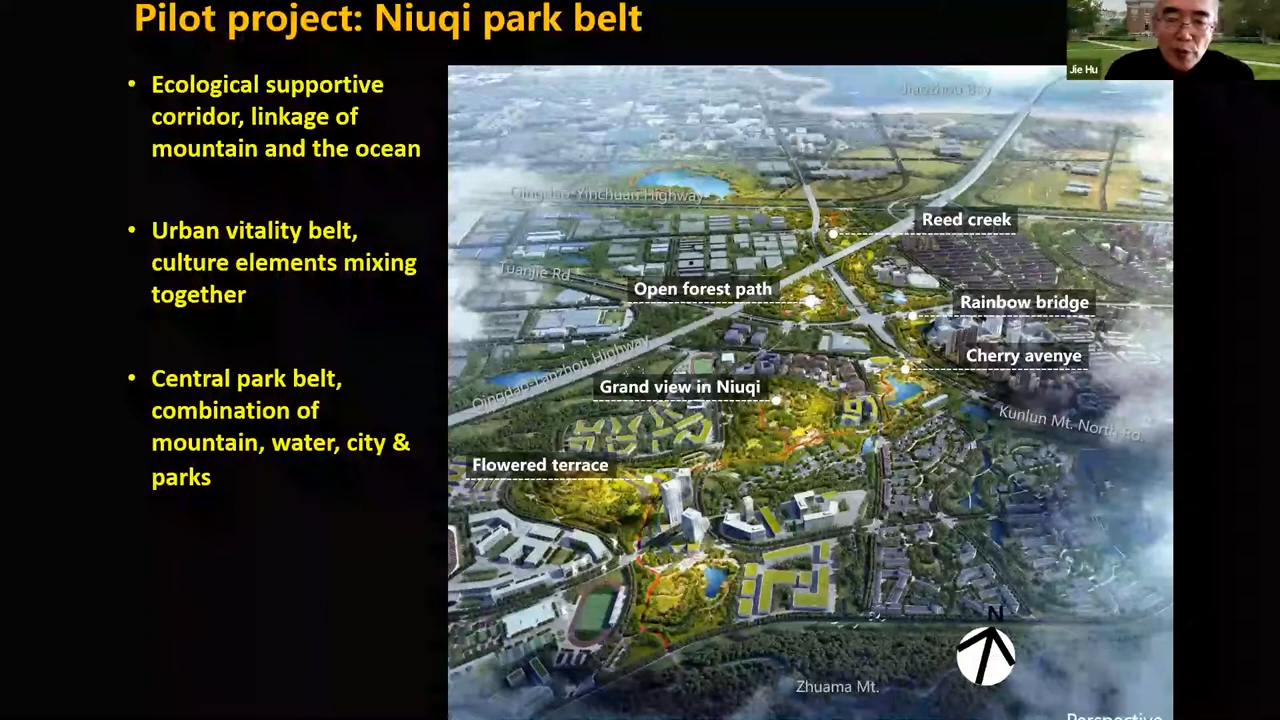 Pilot project: Niuqi park belt
Jie Hu
• Ecological supportive
corridor, linkage of
mountain and the ocean
• Urban vitality belt,
culture elements mixing
together
• Central park belt,
combination of
mountain, water, city &
parks
Jiaozhou Bay
Qingdao-Yinchuan Highway
Reed creek
Tuanjie Rd
Open forest path
Rainbow bridge
Cherry avenye
Qingdao-Lanzhou Highway
Grand view in Niuqi
Kunlun Mt. North Rd.
Flowered terrace
N
Zhuama Mt.
Perspective